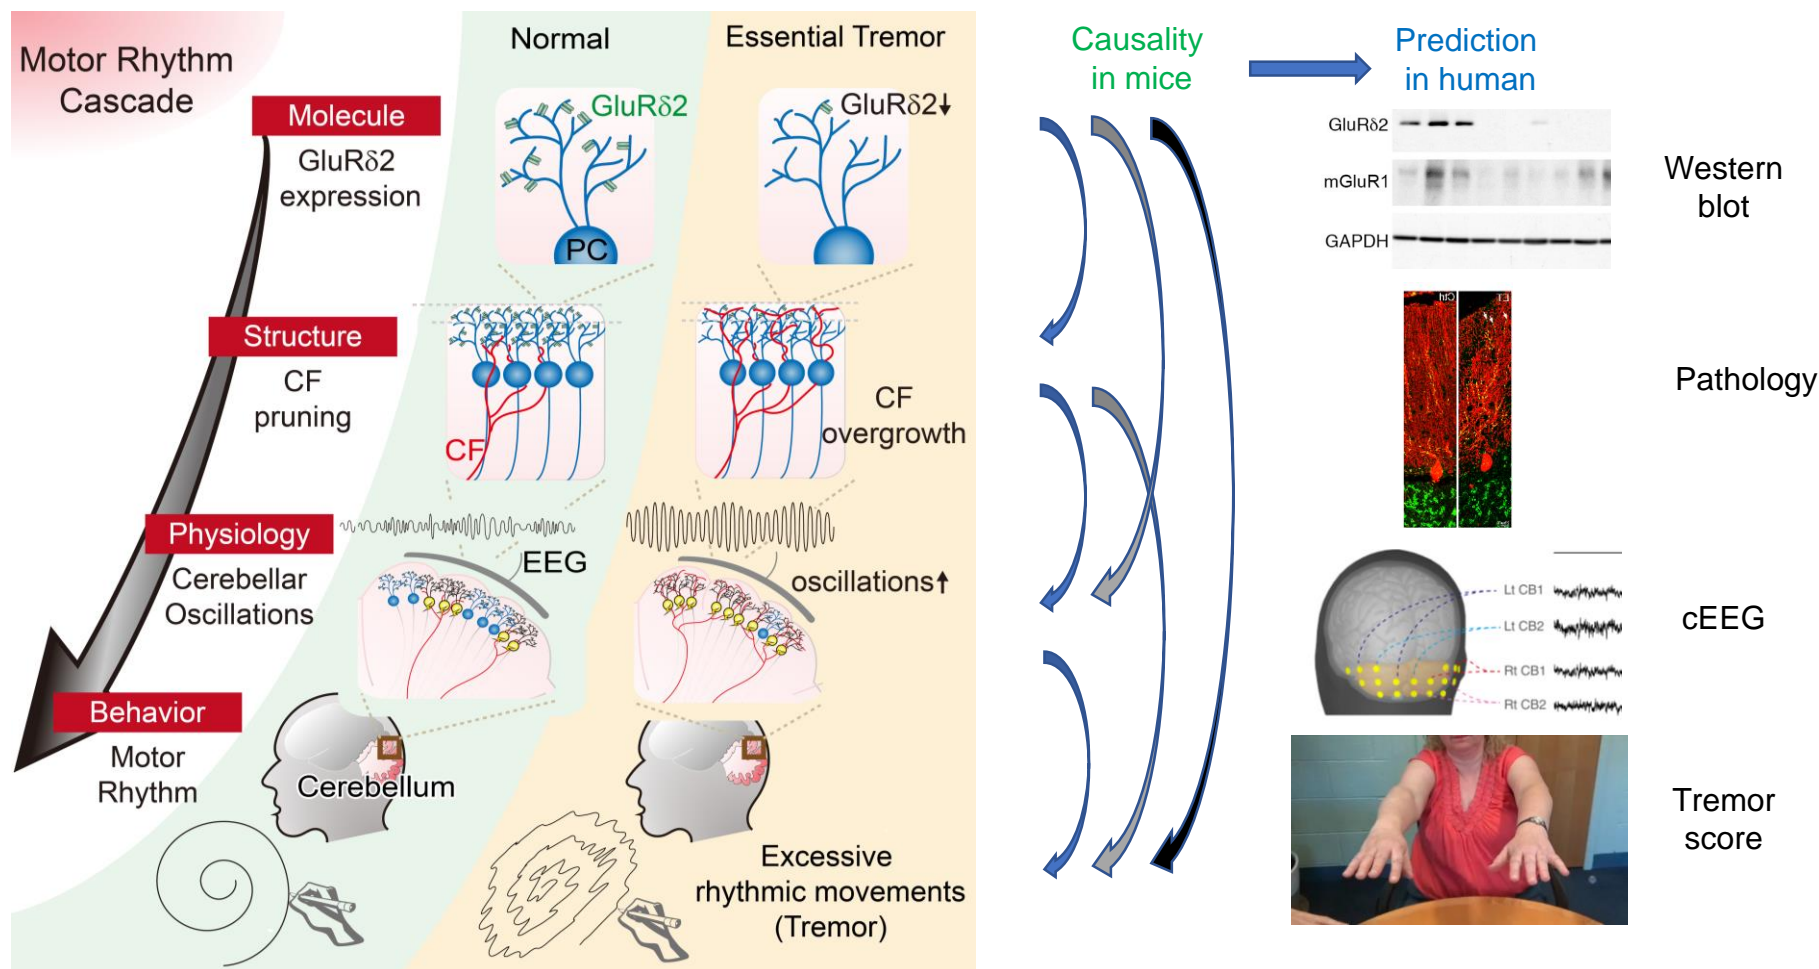 Motor Rhythm
Cascade
Normal
Essential Tremor
Molecule
GluRδ2
expression
GluRδ2
PC
GluRδ2↓
Structure
CF
pruning
CF
CF
overgrowth
Physiology
Cerebellar
Oscillations
EEG
oscillations↑
Behavior
Motor
Rhythm
Cerebellum
Excessive
rhythmic movements
(Tremor)
Causality
in mice
Prediction
in human
GluRδ2
mGluR1
GAPDH
Western
blot
Ctrl
ET
Pathology
Lt CB1
Lt CB2
Rt CB1
Rt CB2
cEEG
Tremor
score